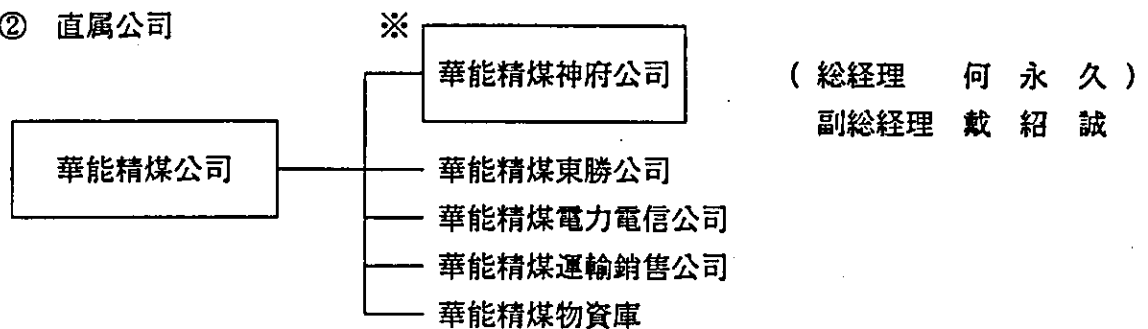 ② 直属公司
※
華能精煤神府公司 ( 総経理 何 永 久 )
副総経理 戴 紹 誠
華能精煤公司
華能精煤東勝公司
華能精煤電力電信公司
華能精煤運輸銷售公司
華能精煤物資庫